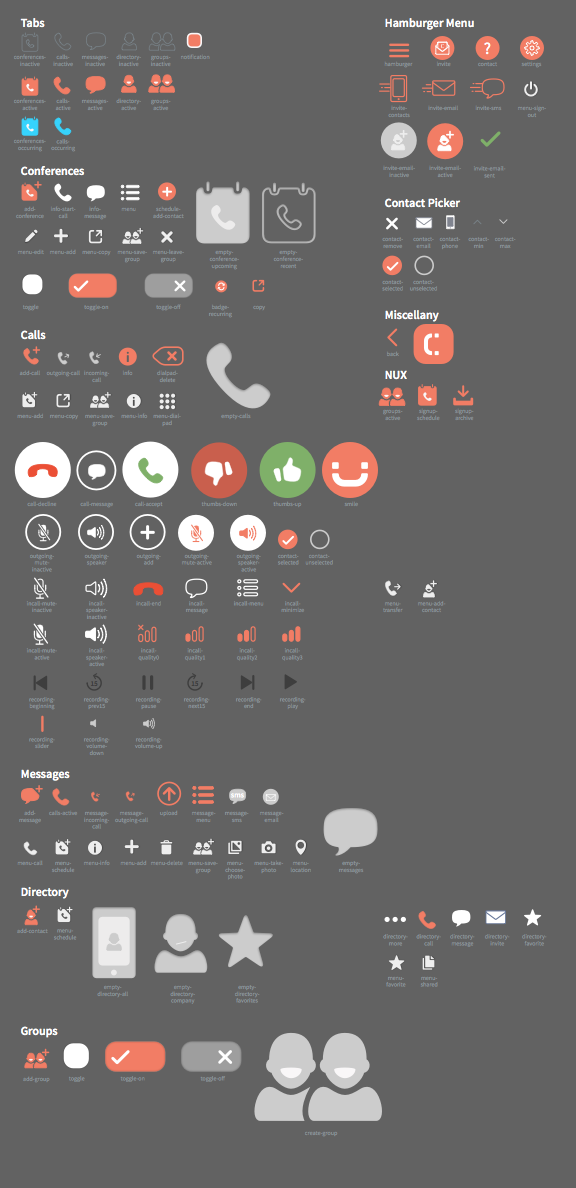 Tabs
conferences-
inactive
calls-
inactive
messages-
inactive
directory-
inactive
groups-
inactive
notification
conferences-
active
calls-
active
messages-
active
directory-
active
groups-
active
conferences-
occurring
calls-
occurring
Conferences
add-
conference
info-start-
call
info-
message
menu
schedule-
add-contact
menu-edit
menu-add
menu-copy
menu-save-
group
menu-leave-
group
empty-
conference-
upcoming
empty-
conference-
recent
toggle
toggle-on
toggle-off
badge-
recurring
copy
Calls
add-call
outgoing-call
incoming-
call
info
dialpad-
delete
menu-add
menu-copy
menu-save-
group
menu-info
menu-dial-
pad
empty-calls
call-decline
call-message
call-accept
thumbs-down
thumbs-up
smile
outgoing-
mute-
inactive
outgoing-
speaker
outgoing-
add
outgoing-
mute-active
outgoing-
speaker-
active
contact-
selected
contact-
unselected
incall-mute-
inactive
incall-
speaker-
inactive
incall-end
incall-
message
incall-menu
incall-
minimize
incall-mute-
active
incall-
speaker-
active
incall-
quality0
incall-
quality1
incall-
quality2
incall-
quality3
15
15
recording-
beginning
recording-
prev15
recording-
pause
recording-
next15
recording-
end
recording-
play
recording-
slider
recording-
volume-
down
recording-
volume-up
Messages
sms
add-
message
calls-active
message-
incoming-
call
message-
outgoing-call
upload
message-
menu
message-
sms
message-
email
menu-call
menu-
schedule
menu-info
menu-add
menu-delete
menu-save-
group
menu-
choose-
photo
menu-take-
photo
menu-
location
empty-
messages
Directory
add-contact
menu-
schedule
empty-
directory-all
empty-
directory-
company
empty-
directory-
favorites
Groups
add-group
toggle
toggle-on
toggle-off
create-group
Hamburger Menu
hamburger
invite
contact
settings
invite-
contacts
invite-email
invite-sms
menu-sign-
out
invite-email-
inactive
invite-email-
active
invite-email-
sent
Contact Picker
contact-
remove
contact-
email
contact-
phone
contact-
min
contact-
max
contact-
selected
contact-
unselected
Miscellany
back
NUX
groups-
active
signup-
schedule
signup-
archive
menu-
transfer
menu-add-
contact
directory-
more
directory-
call
directory-
message
directory-
invite
directory-
favorite
menu-
favorite
menu-
shared